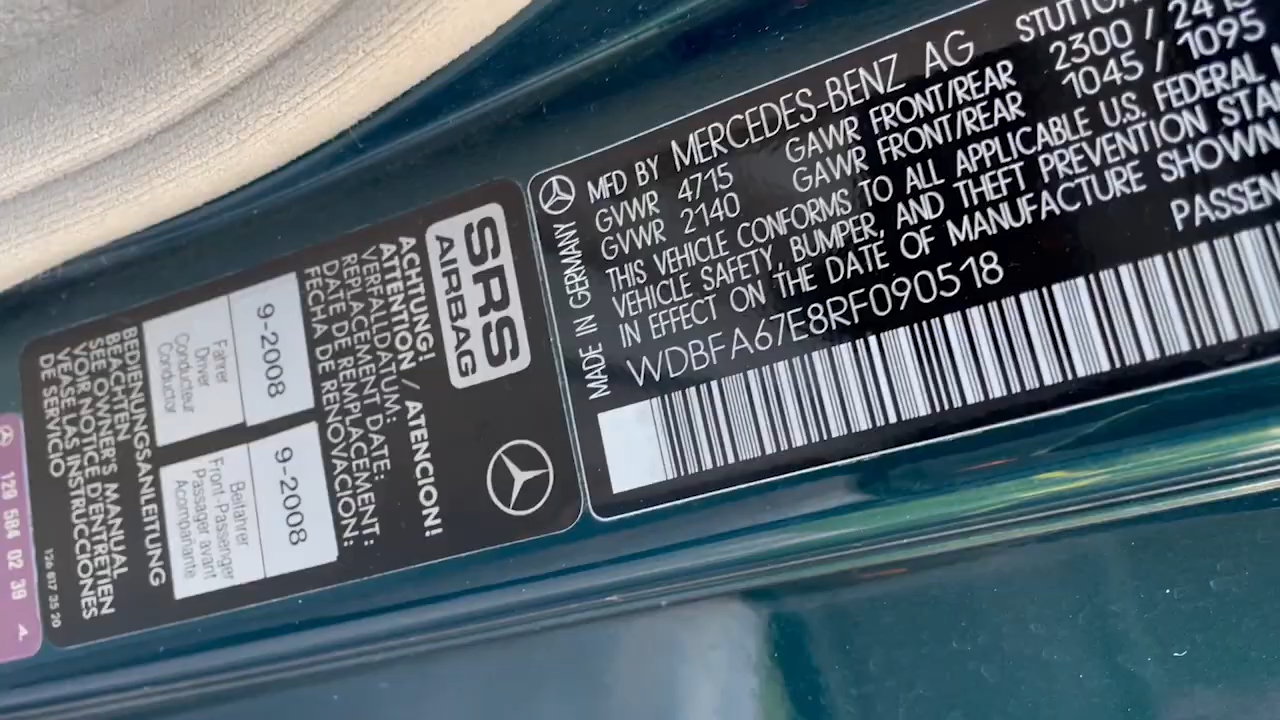 129 584 02 39 A
SRS
AIRBAG
ACHTUNG!
ATTENTION / ATENCION!
VERFALLDATUM:
REPLACEMENT DATE:
DATE DE REMPLACEMENT:
FECHA DE RENOVACION:
9-2008
Fahrer
Driver
Conducteur
Conductor
9-2008
Beifahrer
Front-Passenger
Passager avant
Acompañante
BEDIENUNGSANLEITUNG
BEACHTEN
SEE OWNER'S MANUAL
VOIR NOTICE D'ENTRETIEN
VEASE LAS INSTRUCCIONES
DE SERVICIO
126 817 35 20
MADE IN GERMANY
MFD BY MERCEDES-BENZ AG
GVWR 4715 GAWR FRONT/REAR 2300 /
GVWR 2140 GAWR FRONT/REAR 1045 / 1095
THIS VEHICLE CONFORMS TO ALL APPLICABLE U.S. FEDERAL
VEHICLE SAFETY, BUMPER, AND THEFT PREVENTION
IN EFFECT ON THE DATE OF MANUFACTURE SHOWN
WDBFA67E8RF090518